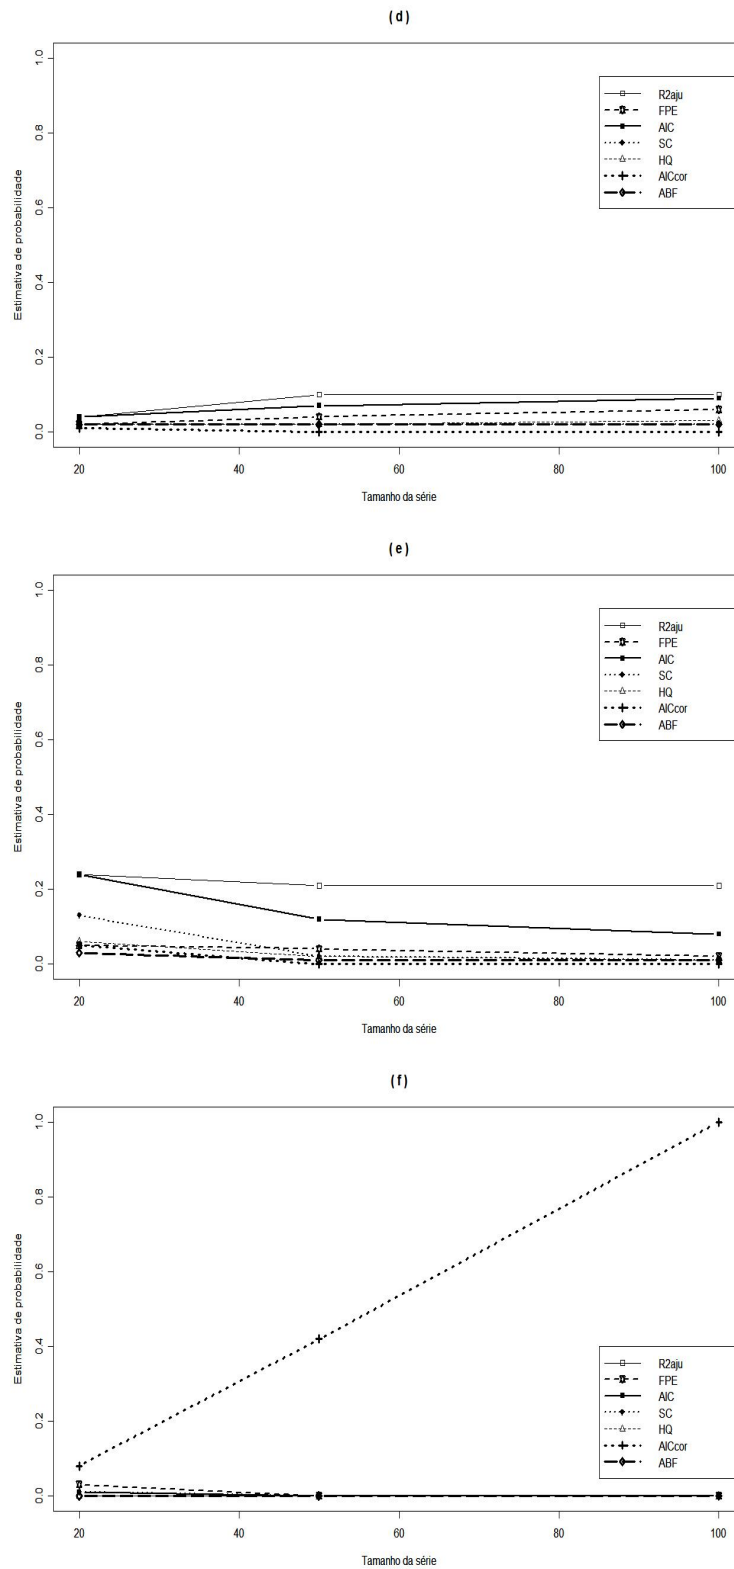 ( d )
1.0
0.8
0.6
0.4
0.2
0.0
Estimativa de probabilidade
R2aju
FPE
AIC
SC
HQ
AICcor
ABF
20 40 60 80 100
Tamanho da série
( e )
1.0
0.8
0.6
0.4
0.2
0.0
Estimativa de probabilidade
R2aju
FPE
AIC
SC
HQ
AICcor
ABF
20 40 60 80 100
Tamanho da série
( f )
1.0
0.8
0.6
0.4
0.2
0.0
Estimativa de probabilidade
R2aju
FPE
AIC
SC
HQ
AICcor
ABF
20 40 60 80 100
Tamanho da série